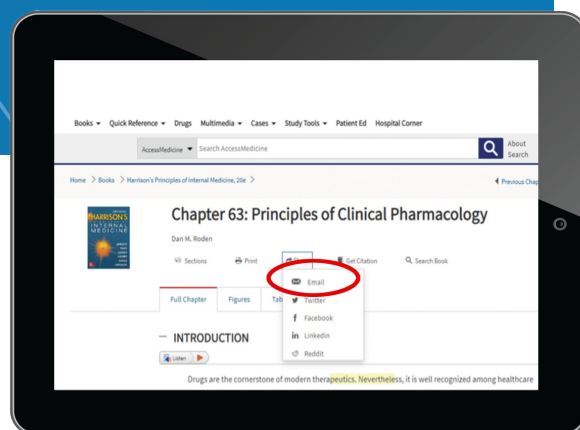 Books Quick Reference Drugs Multimedia Cases Study Tools Patient Ed Hospital Corner
AccessMedicine Search AccessMedicine About
Search
Home > Books > Harrison's Principles of Internal Medicine, 20e > Previous Chap
HARRISON'S
INTERNAL
MEDICINE
Chapter 63: Principles of Clinical Pharmacology
Dan M. Roden
Sections Print Get Citation Search Book
Email
Full Chapter Figures Tab Twitter
Facebook
— INTRODUCTION Linkedin
Listen Reddit
Drugs are the cornerstone of modern therapeutics. Nevertheless, it is well recognized among healthcare